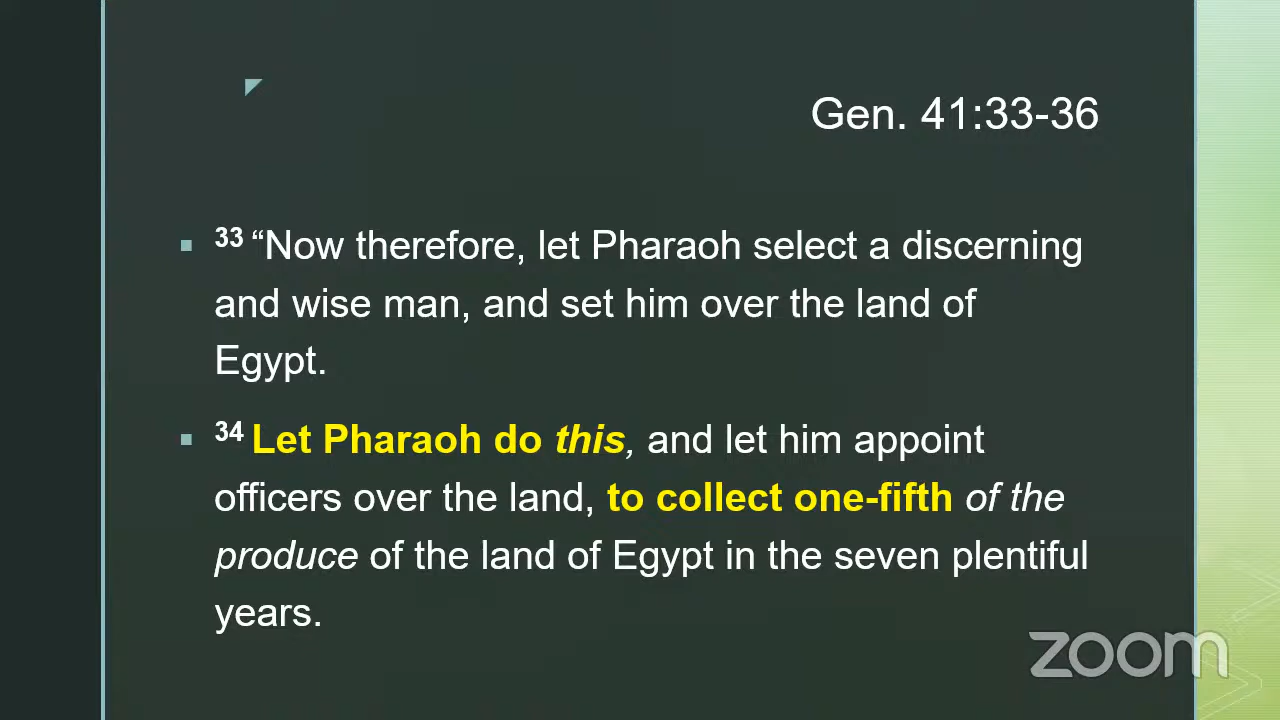 Gen. 41:33-36
33 “Now therefore, let Pharaoh select a discerning
and wise man, and set him over the land of
Egypt.
34 Let Pharaoh do this, and let him appoint
officers over the land, to collect one-fifth of the
produce of the land of Egypt in the seven plentiful
years.
zoom